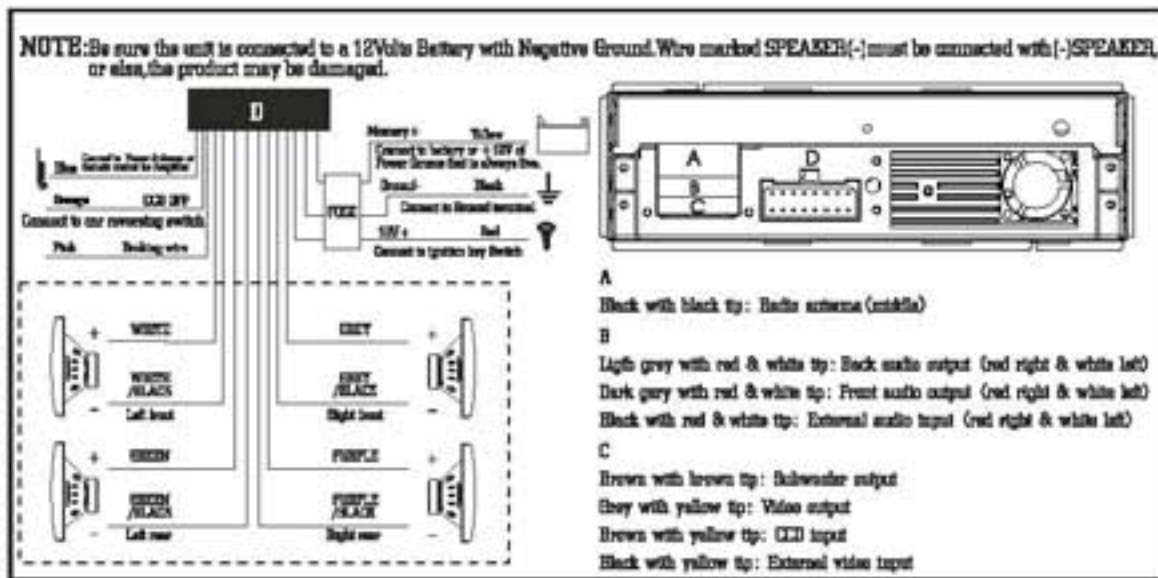 NOTE: Be sure the unit is connected to a 12Volts Battery with Negative Ground. Wire marked SPEAKER(-) must be connected with (-)SPEAKER,
or else, the product may be damaged.
D
Memory + Yellow
Connect to battery or + 12V of
Power Connect that is always live.
Ground- Black
Connect to Ground terminal.
FUSE
12V + Red
Connect to ignition key Switch
Blue
CCD
Connect to car reversing switch
Pink Braking wire
+ WHITE
WHITE
/BLACK
- Left front
+ GREEN
GREEN
/BLACK
- Left rear
GREY +
GREY
/BLACK
Right front -
PURPLE +
PURPLE
/BLACK
Right rear -
A
B
C
D
A
Black with black tip: Radio antenna (middle)
B
Ligth grey with red & white tip: Back audio output (red right & white left)
Dark gery with red & white tip: Front audio output (red right & white left)
Black with red & white tip: External audio input (red right & white left)
C
Brown with brown tip: Subwoofer output
Grey with yellow tip: Video output
Brown with yellow tip: CCD input
Black with yellow tip: External video input